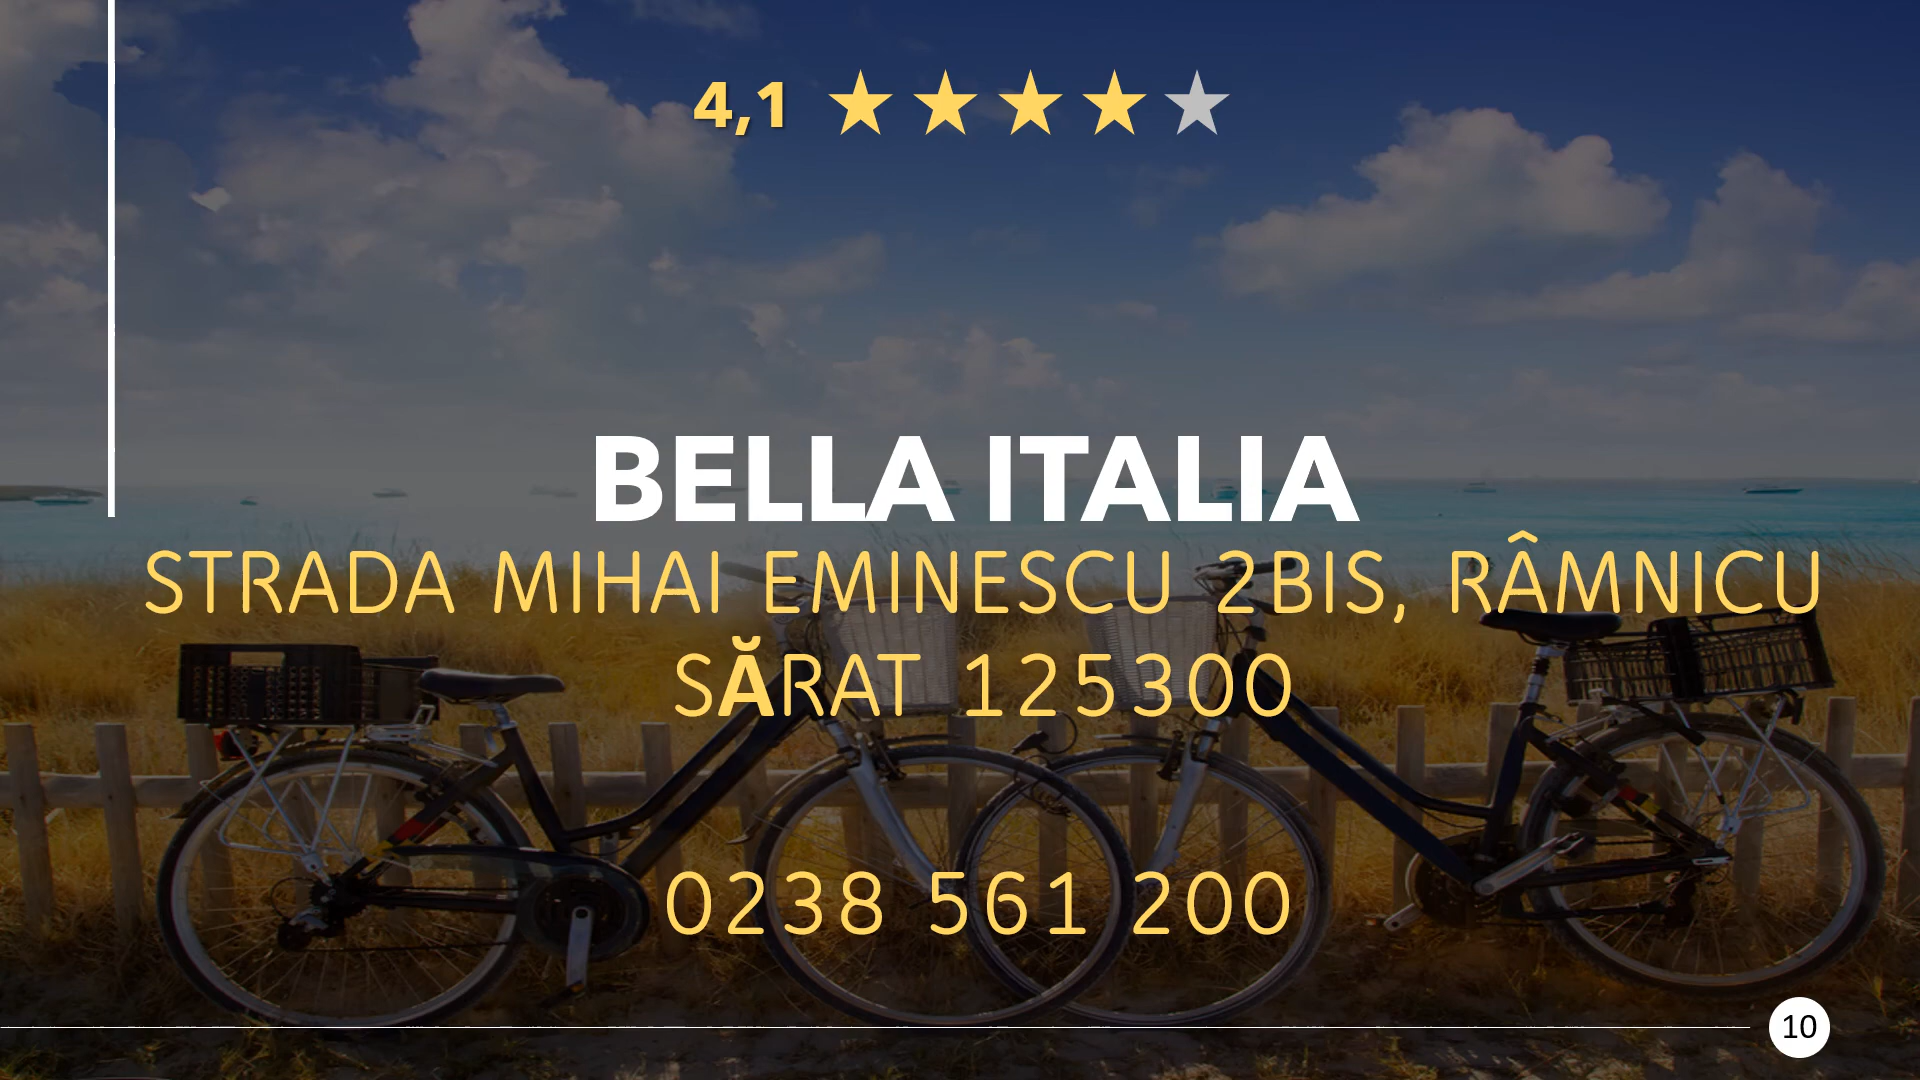 4,1
BELLA ITALIA
STRADA MIHAI EMINESCU 2BIS, RÂMNICU
SĂRAT 125300
0238 561 200
10